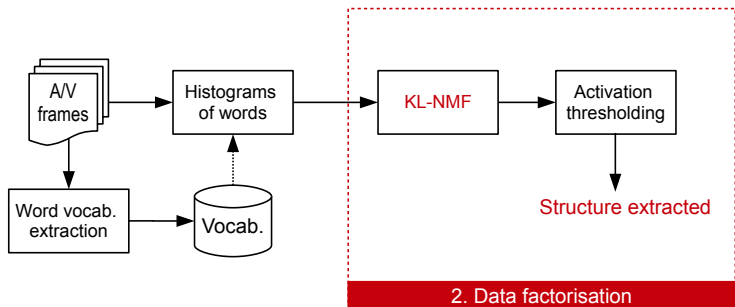 A/V
frames
Histograms
of words
KL-NMF
Activation
thresholding
Word vocab.
extraction
Vocab.
Structure extracted
2. Data factorisation